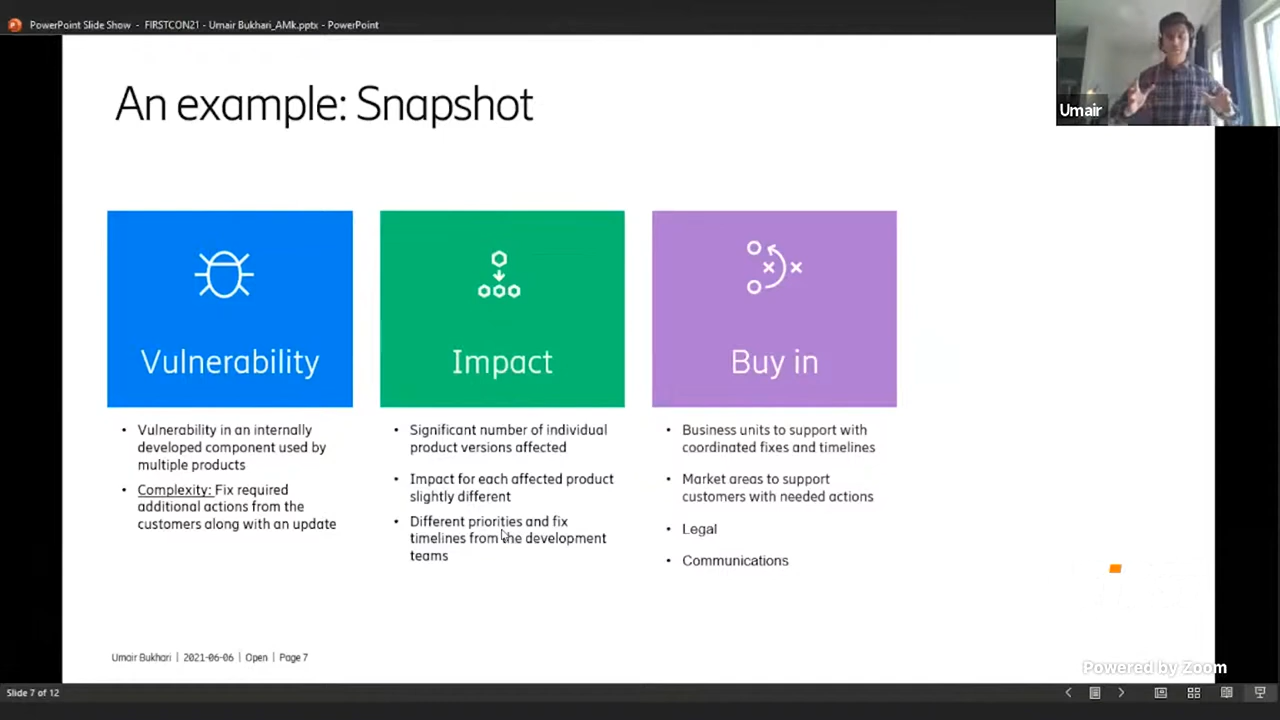 PowerPoint Slide Show - FIRSTCON21 - Umair Bukhari_AMk.pptx - PowerPoint
Umair
An example: Snapshot
Vulnerability
• Vulnerability in an internally
developed component used by
multiple products
• Complexity: Fix required
additional actions from the
customers along with an update
Impact
• Significant number of individual
product versions affected
• Impact for each affected product
slightly different
• Different priorities and fix
timelines from the development
teams
Buy in
• Business units to support with
coordinated fixes and timelines
• Market areas to support
customers with needed actions
• Legal
• Communications
Umair Bukhari | 2021-06-06 | Open | Page 7
Powered by Zoom
Slide 7 of 12